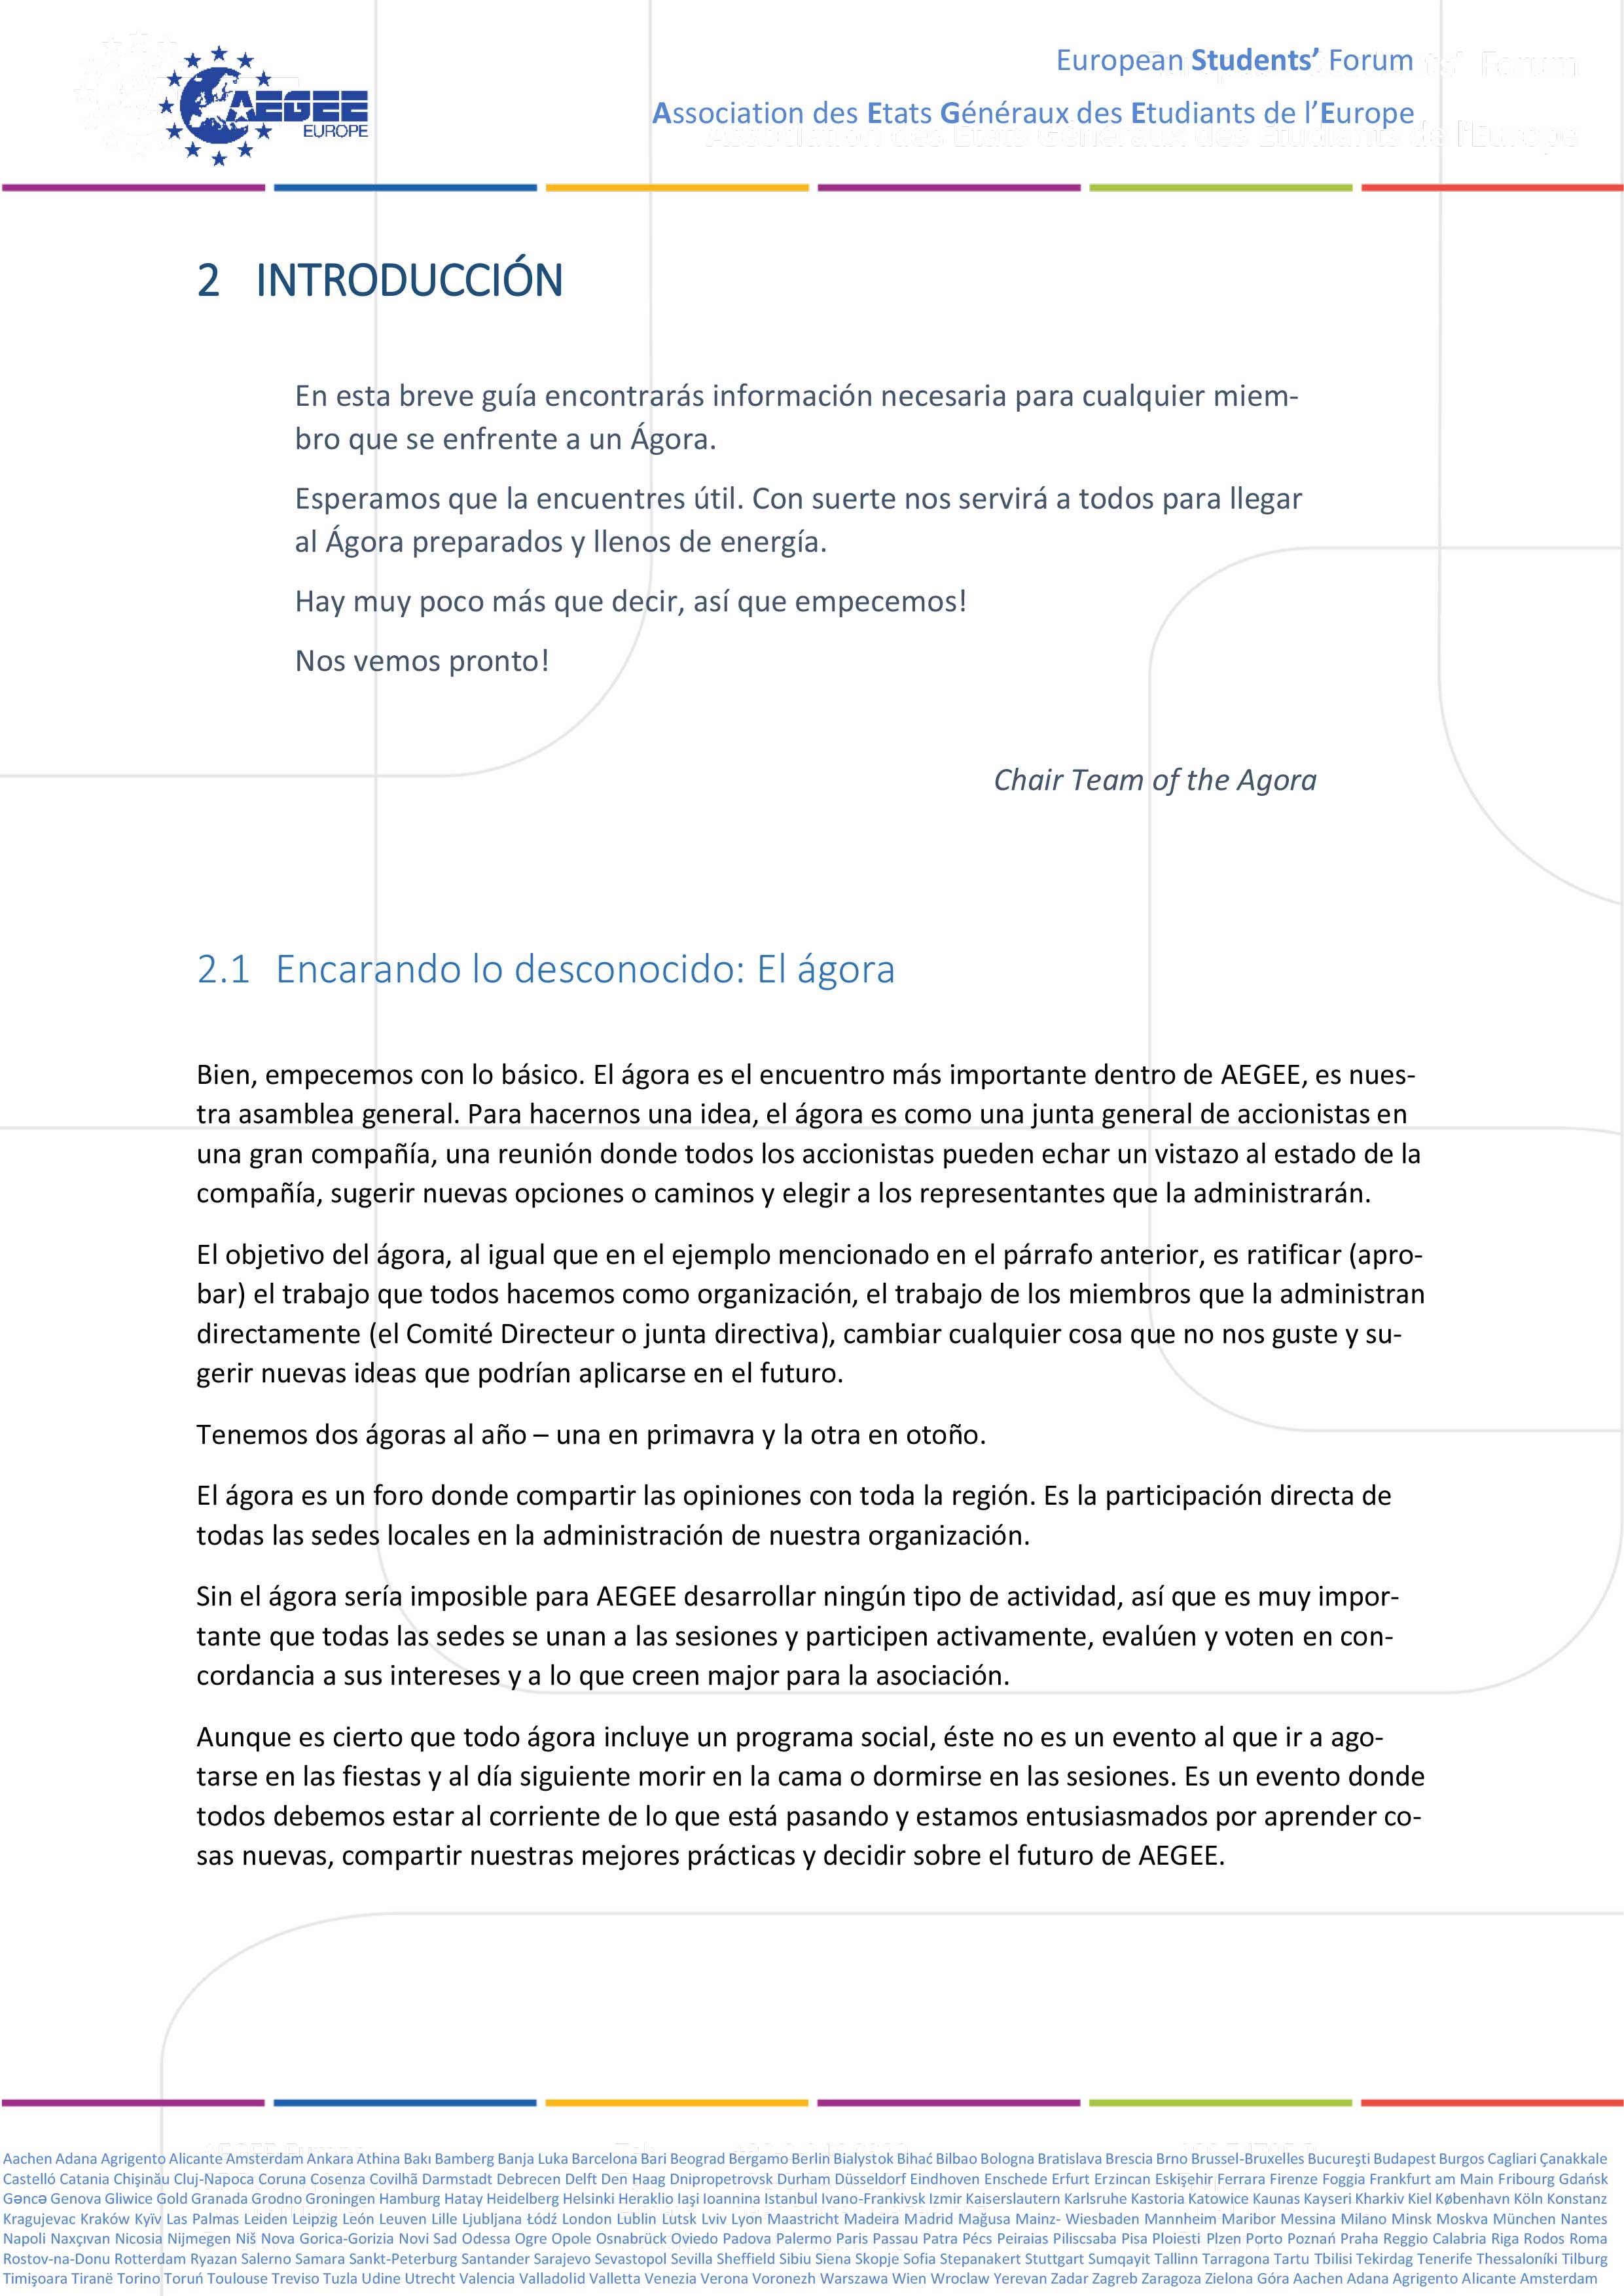 AEGEE
EUROPE
European Students’ Forum
Association des Etats Généraux des Etudiants de l’Europe
2 INTRODUCCIÓN
En esta breve guía encontrarás información necesaria para cualquier miem-
bro que se enfrente a un Ágora.
Esperamos que la encuentres útil. Con suerte nos servirá a todos para llegar
al Ágora preparados y llenos de energía.
Hay muy poco más que decir, así que empecemos!
Nos vemos pronto!
Chair Team of the Agora
2.1 Encarando lo desconocido: El ágora
Bien, empecemos con lo básico. El ágora es el encuentro más importante dentro de AEGEE, es nues-
tra asamblea general. Para hacernos una idea, el ágora es como una junta general de accionistas en
una gran compañía, una reunión donde todos los accionistas pueden echar un vistazo al estado de la
compañía, sugerir nuevas opciones o caminos y elegir a los representantes que la administrarán.
El objetivo del ágora, al igual que en el ejemplo mencionado en el párrafo anterior, es ratificar (apro-
bar) el trabajo que todos hacemos como organización, el trabajo de los miembros que la administran
directamente (el Comité Directeur o junta directiva), cambiar cualquier cosa que no nos guste y su-
gerir nuevas ideas que podrían aplicarse en el futuro.
Tenemos dos ágoras al año – una en primavra y la otra en otoño.
El ágora es un foro donde compartir las opiniones con toda la región. Es la participación directa de
todas las sedes locales en la administración de nuestra organización.
Sin el ágora sería imposible para AEGEE desarrollar ningún tipo de actividad, así que es muy impor-
tante que todas las sedes se unan a las sesiones y participen activamente, evalúen y voten en con-
cordancia a sus intereses y a lo que creen major para la asociación.
Aunque es cierto que todo ágora incluye un programa social, éste no es un evento al que ir a ago-
tarse en las fiestas y al día siguiente morir en la cama o dormirse en las sesiones. Es un evento donde
todos debemos estar al corriente de lo que está pasando y estamos entusiasmados por aprender co-
sas nuevas, compartir nuestras mejores prácticas y decidir sobre el futuro de AEGEE.
Aachen Adana Agrigento Alicante Amsterdam Ankara Athina Bakı Bamberg Banja Luka Barcelona Bari Beograd Bergamo Berlin Bialystok Bihać Bilbao Bologna Bratislava Brescia Brno Brussel-Bruxelles Bucureşti Budapest Burgos Cagliari Çanakkale
Castelló Catania Chişinău Cluj-Napoca Coruna Cosenza Covilhã Darmstadt Debrecen Delft Den Haag Dnipropetrovsk Durham Düsseldorf Eindhoven Enschede Erfurt Erzincan Eskişehir Ferrara Firenze Foggia Frankfurt am Main Fribourg Gdańsk
Gəncə Genova Gliwice Gold Granada Grodno Groningen Hamburg Hatay Heidelberg Helsinki Heraklio Iaşi Ioannina Istanbul Ivano-Frankivsk Izmir Kaiserslautern Karlsruhe Kastoria Katowice Kaunas Kayseri Kharkiv Kiel København Köln Konstanz
Kragujevac Kraków Kyïv Las Palmas Leiden Leipzig León Leuven Lille Ljubljana Łódź London Lublin Lutsk Lviv Lyon Maastricht Madeira Madrid Mağusa Mainz- Wiesbaden Mannheim Maribor Messina Milano Minsk Moskva München Nantes
Napoli Naxçıvan Nicosia Nijmegen Niš Nova Gorica-Gorizia Novi Sad Odessa Ogre Opole Osnabrück Oviedo Padova Palermo Paris Passau Patra Pécs Peiraias Piliscsaba Pisa Ploieşti Plzen Porto Poznań Praha Reggio Calabria Riga Rodos Roma
Rostov-na-Donu Rotterdam Ryazan Salerno Samara Sankt-Peterburg Santander Sarajevo Sevastopol Sevilla Sheffield Sibiu Siena Skopje Sofia Stepanakert Stuttgart Sumqayit Tallinn Tarragona Tartu Tbilisi Tekirdag Tenerife Thessaloníki Tilburg
Timişoara Tiranë Torino Toruń Toulouse Treviso Tuzla Udine Utrecht Valencia Valladolid Valletta Venezia Verona Voronezh Warszawa Wien Wroclaw Yerevan Zadar Zagreb Zaragoza Zielona Góra Aachen Adana Agrigento Alicante Amsterdam